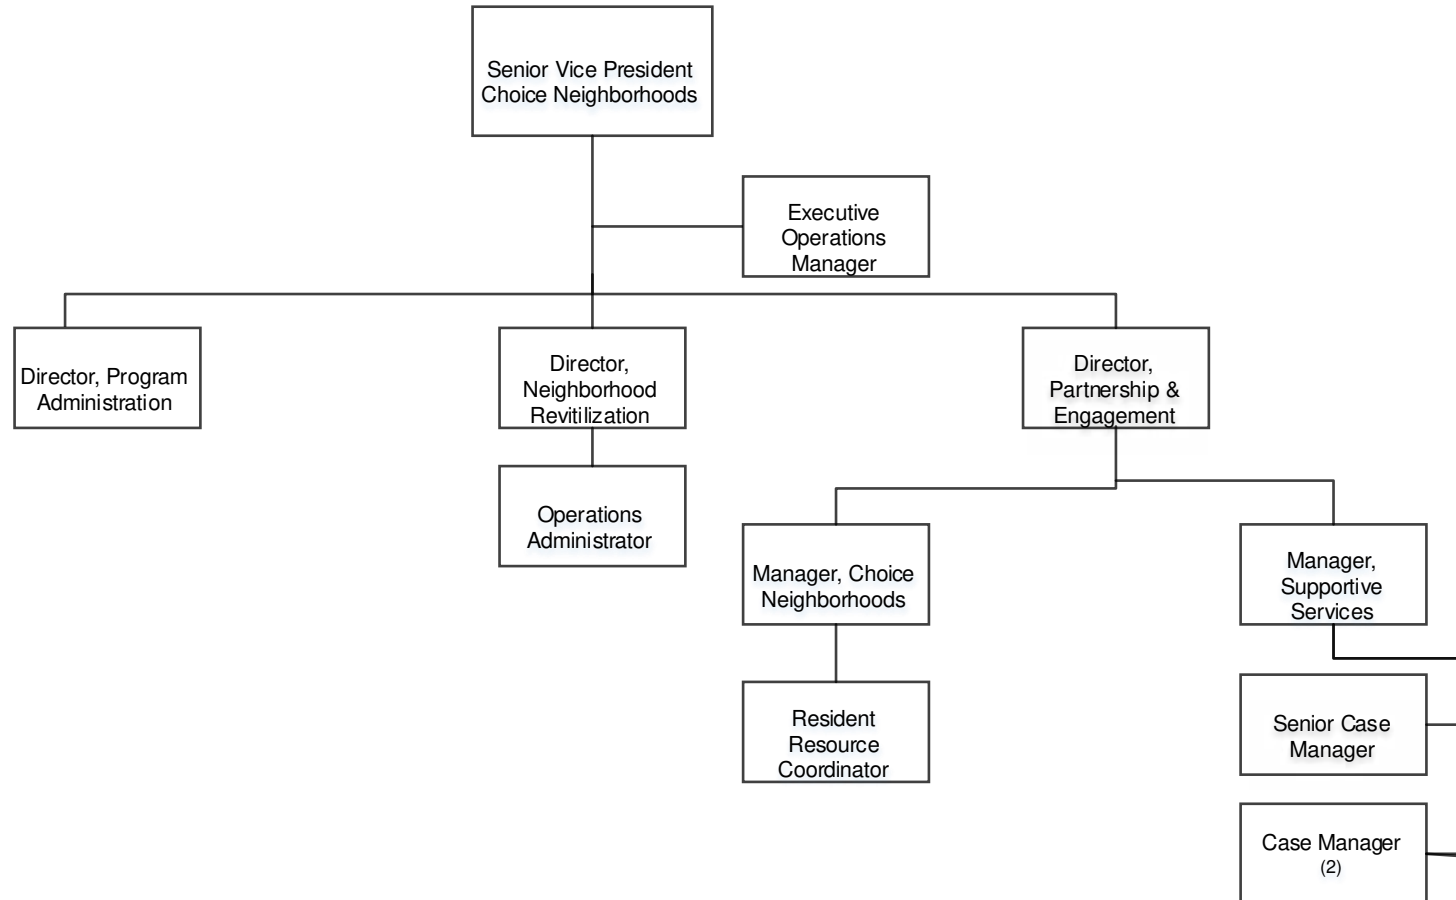 Senior Vice President
Choice Neighborhoods
Executive
Operations
Manager
Director, Program
Administration
Director,
Neighborhood
Revitilization
Director,
Partnership &
Engagement
Operations
Administrator
Manager, Choice
Neighborhoods
Manager,
Supportive
Services
Resident
Resource
Coordinator
Senior Case
Manager
Case Manager
(2)